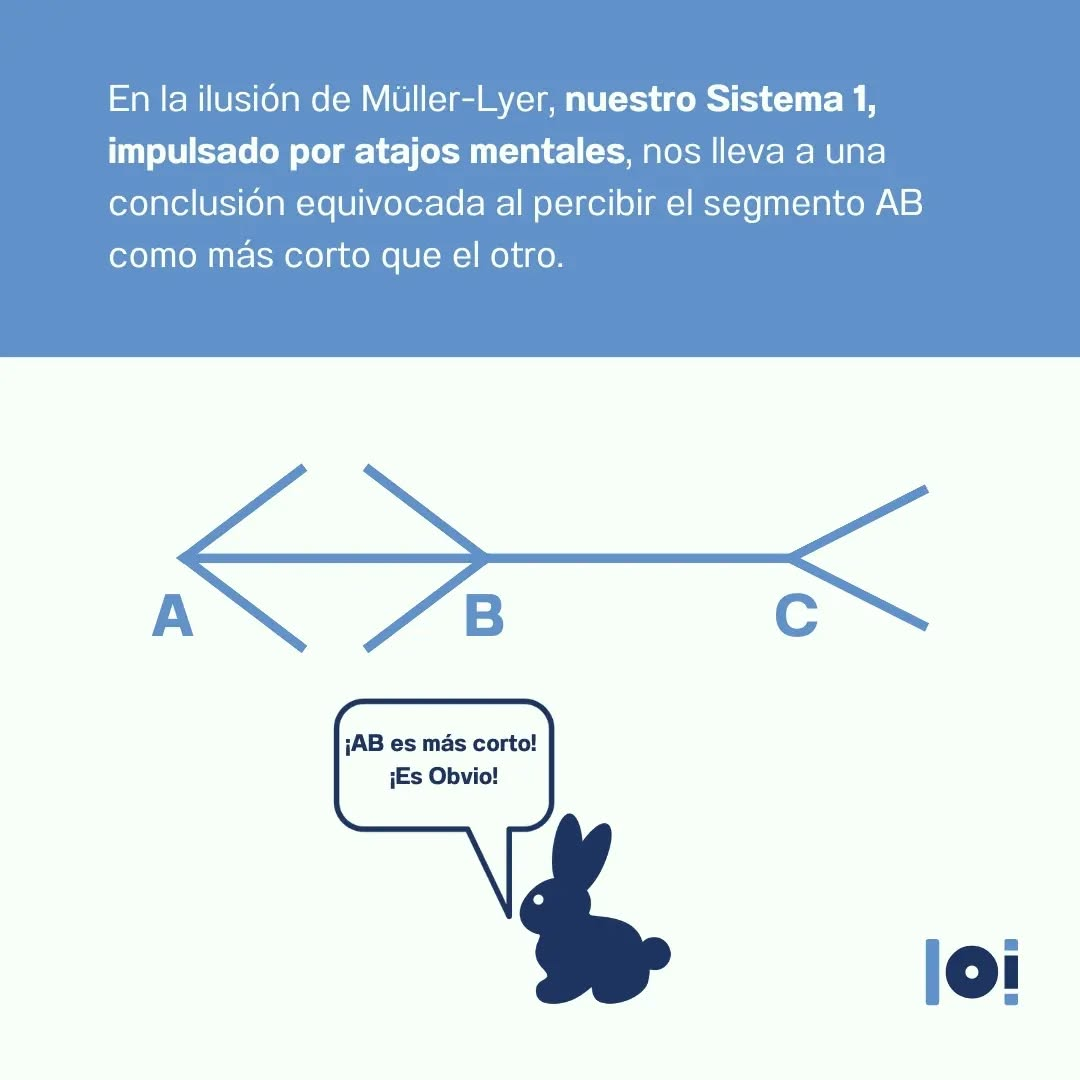 En la ilusión de Müller-Lyer, nuestro Sistema 1,
impulsado por atajos mentales, nos lleva a una
conclusión equivocada al percibir el segmento AB
como más corto que el otro.
A B C
¡AB es más corto!
¡Es Obvio!
loi